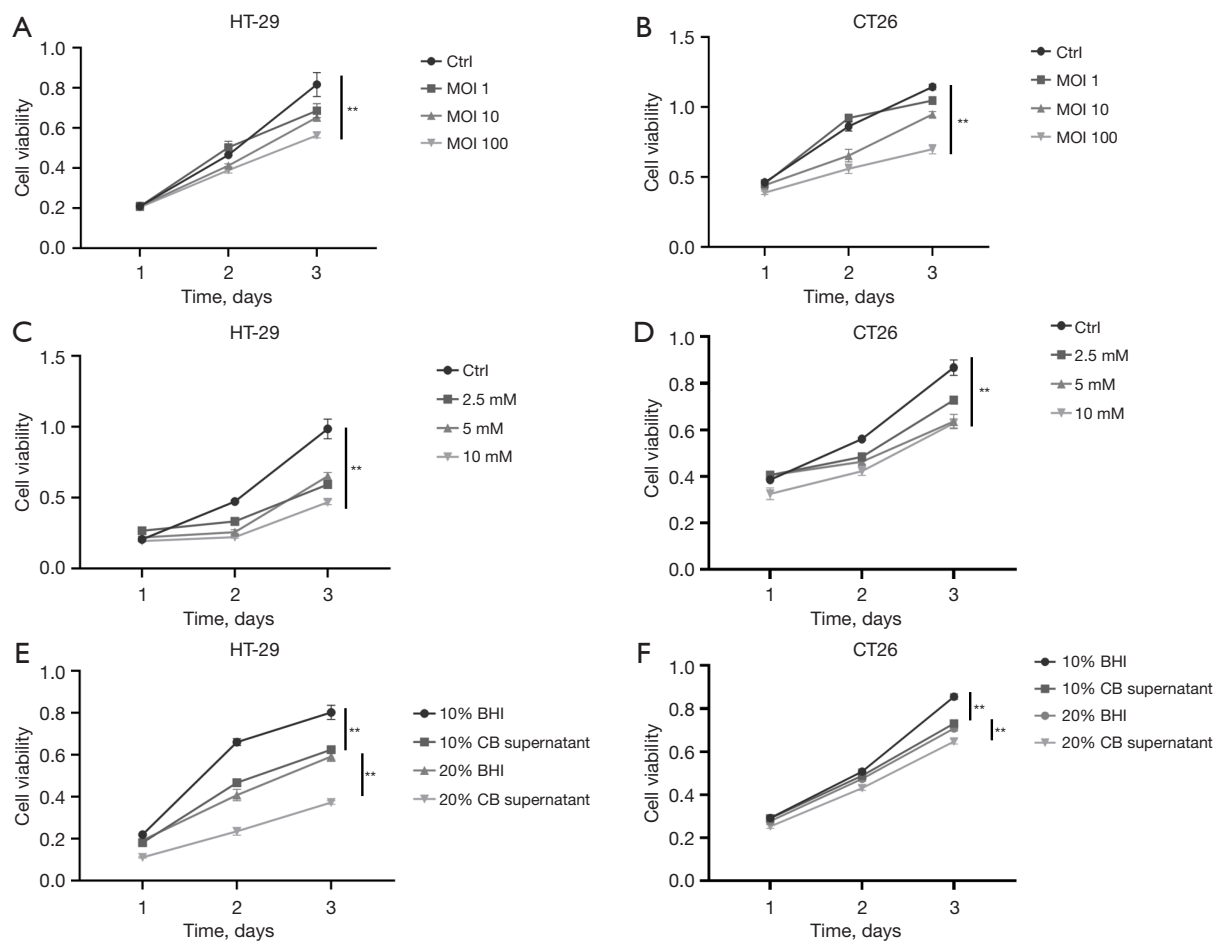 A
HT-29
Cell viability
1.0
0.8
0.6
0.4
0.2
0.0
1 2 3
Time, days
Ctrl
MOI 1
MOI 10
MOI 100
**
B
CT26
Cell viability
1.5
1.0
0.5
0.0
1 2 3
Time, days
Ctrl
MOI 1
MOI 10
MOI 100
**
C
HT-29
Cell viability
1.5
1.0
0.5
0.0
1 2 3
Time, days
Ctrl
2.5 mM
5 mM
10 mM
**
D
CT26
Cell viability
1.0
0.8
0.6
0.4
0.2
0.0
1 2 3
Time, days
Ctrl
2.5 mM
5 mM
10 mM
**
E
HT-29
Cell viability
1.0
0.8
0.6
0.4
0.2
0.0
1 2 3
Time, days
10% BHI
10% CB supernatant
20% BHI
20% CB supernatant
**
**
F
CT26
Cell viability
1.0
0.8
0.6
0.4
0.2
0.0
1 2 3
Time, days
10% BHI
10% CB supernatant
20% BHI
20% CB supernatant
**
**